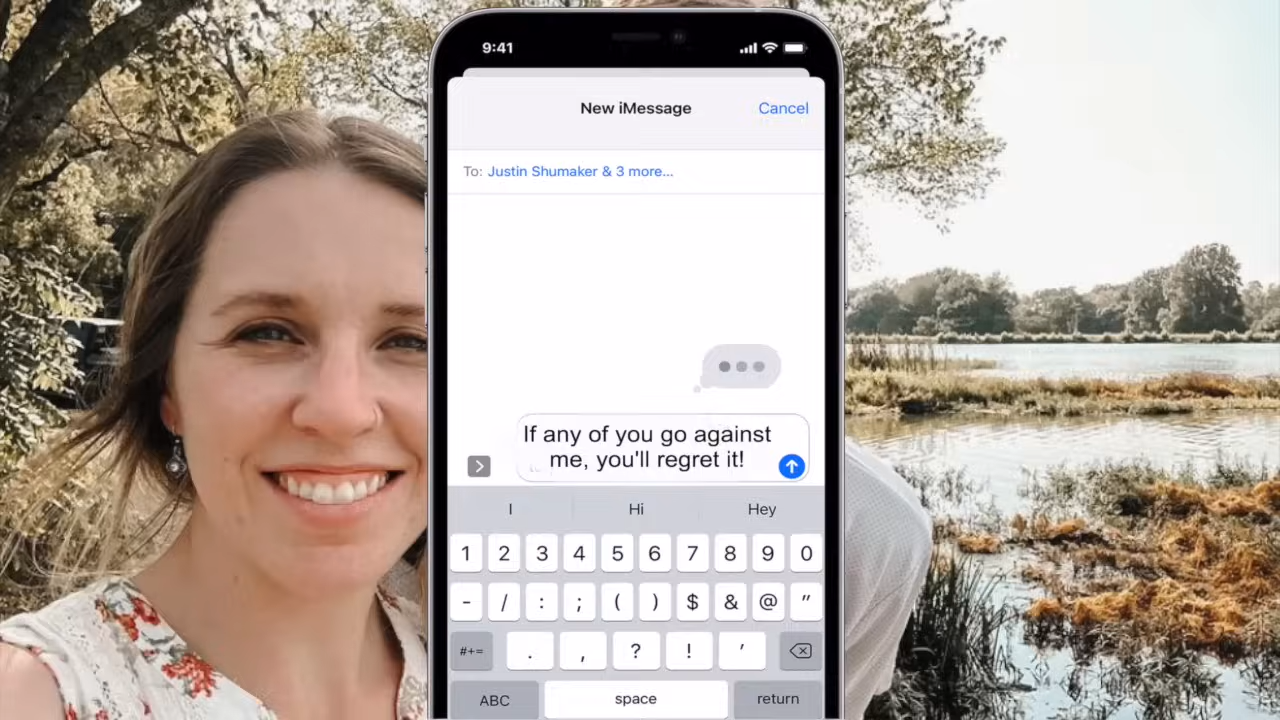 9:41
New iMessage
Cancel
To: Justin Shumaker & 3 more...
If any of you go against
me, you'll regret it!
I
Hi
Hey
1 2 3 4 5 6 7 8 9 0
- / : ; ( ) $ & @ ”
#+= . , ? ! ’
ABC space return